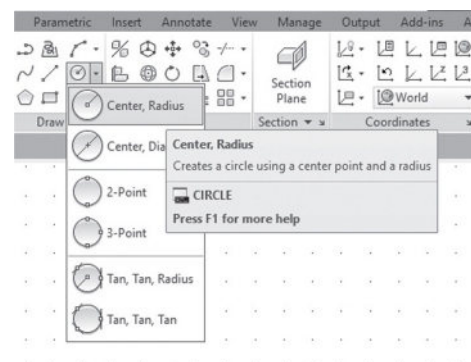 Parametric Insert Annotate View Manage Output Add-ins
Section
Plane
World
Draw
Section
Coordinates
Center, Radius
Center, Dia
2-Point
3-Point
Tan, Tan, Radius
Tan, Tan, Tan
Center, Radius
Creates a circle using a center point and a radius
CIRCLE
Press F1 for more help